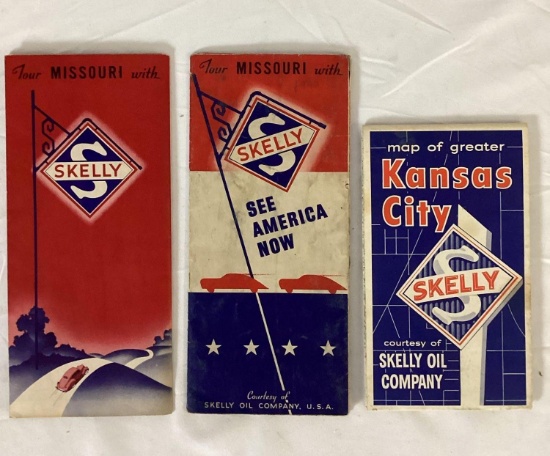 Tour MISSOURI with
S
SKELLY
Tour MISSOURI with
S
SKELLY
SEE
AMERICA
NOW
Courtesy of
SKELLY OIL COMPANY, U.S.A.
map of greater
Kansas
City
S
SKELLY
courtesy of
SKELLY OIL
COMPANY